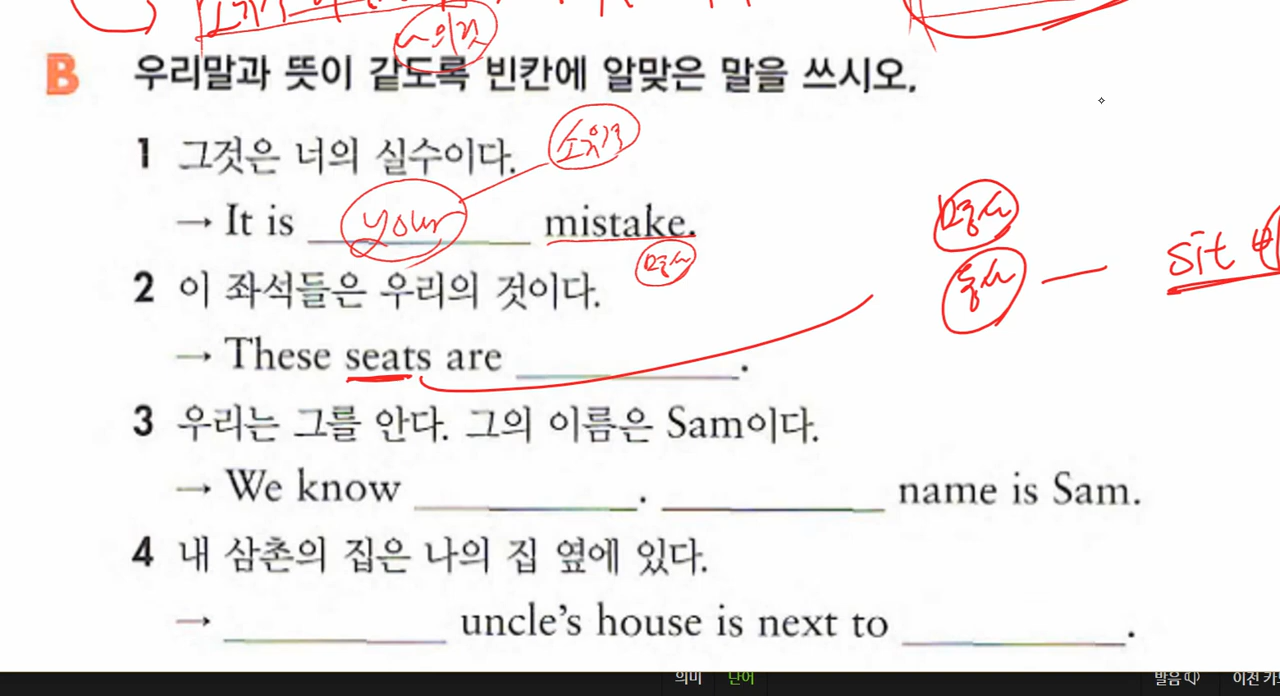 ~의것
B 우리말과 뜻이 같도록 빈칸에 알맞은 말을 쓰시오.
1 그것은 너의 실수이다.
소유격
→ It is your mistake.
명사
2 이 좌석들은 우리의 것이다.
명사
동사 — sit
→ These seats are ________.
3 우리는 그를 안다. 그의 이름은 Sam이다.
→ We know ________. ________ name is Sam.
4 내 삼촌의 집은 나의 집 옆에 있다.
→ ________ uncle's house is next to ________.
의미 단어 발음 이전 카